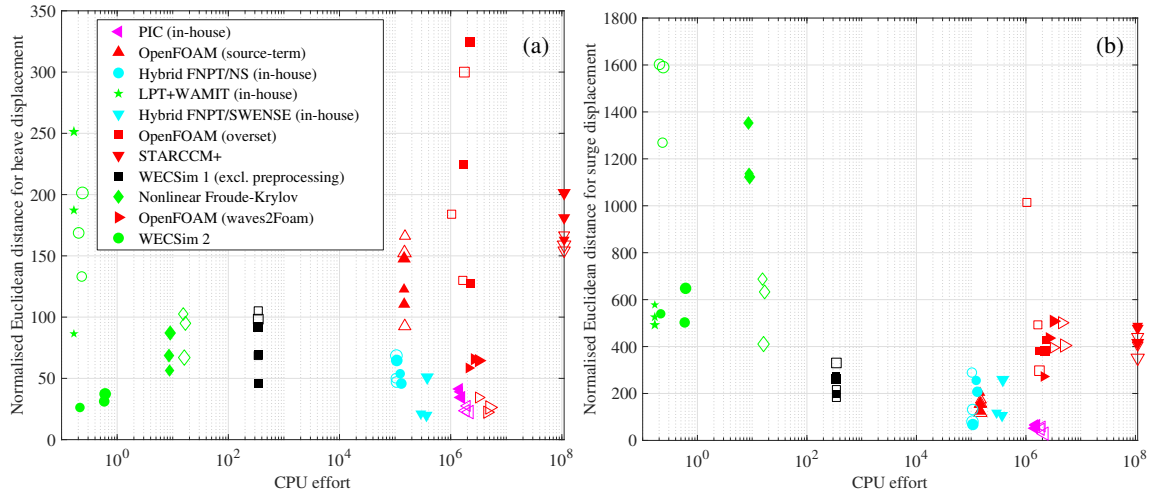 350
300
250
200
150
100
50
0
Normalised Euclidean distance for heave displacement
(a)
PIC (in-house)
OpenFOAM (source-term)
Hybrid FNPT/NS (in-house)
LPT+WAMIT (in-house)
Hybrid FNPT/SWENSE (in-house)
OpenFOAM (overset)
STARCCM+
WECSim 1 (excl. preprocessing)
Nonlinear Froude-Krylov
OpenFOAM (waves2Foam)
WECSim 2
10^0 10^2 10^4 10^6 10^8
CPU effort
1800
1600
1400
1200
1000
800
600
400
200
0
Normalised Euclidean distance for surge displacement
(b)
10^0 10^2 10^4 10^6 10^8
CPU effort